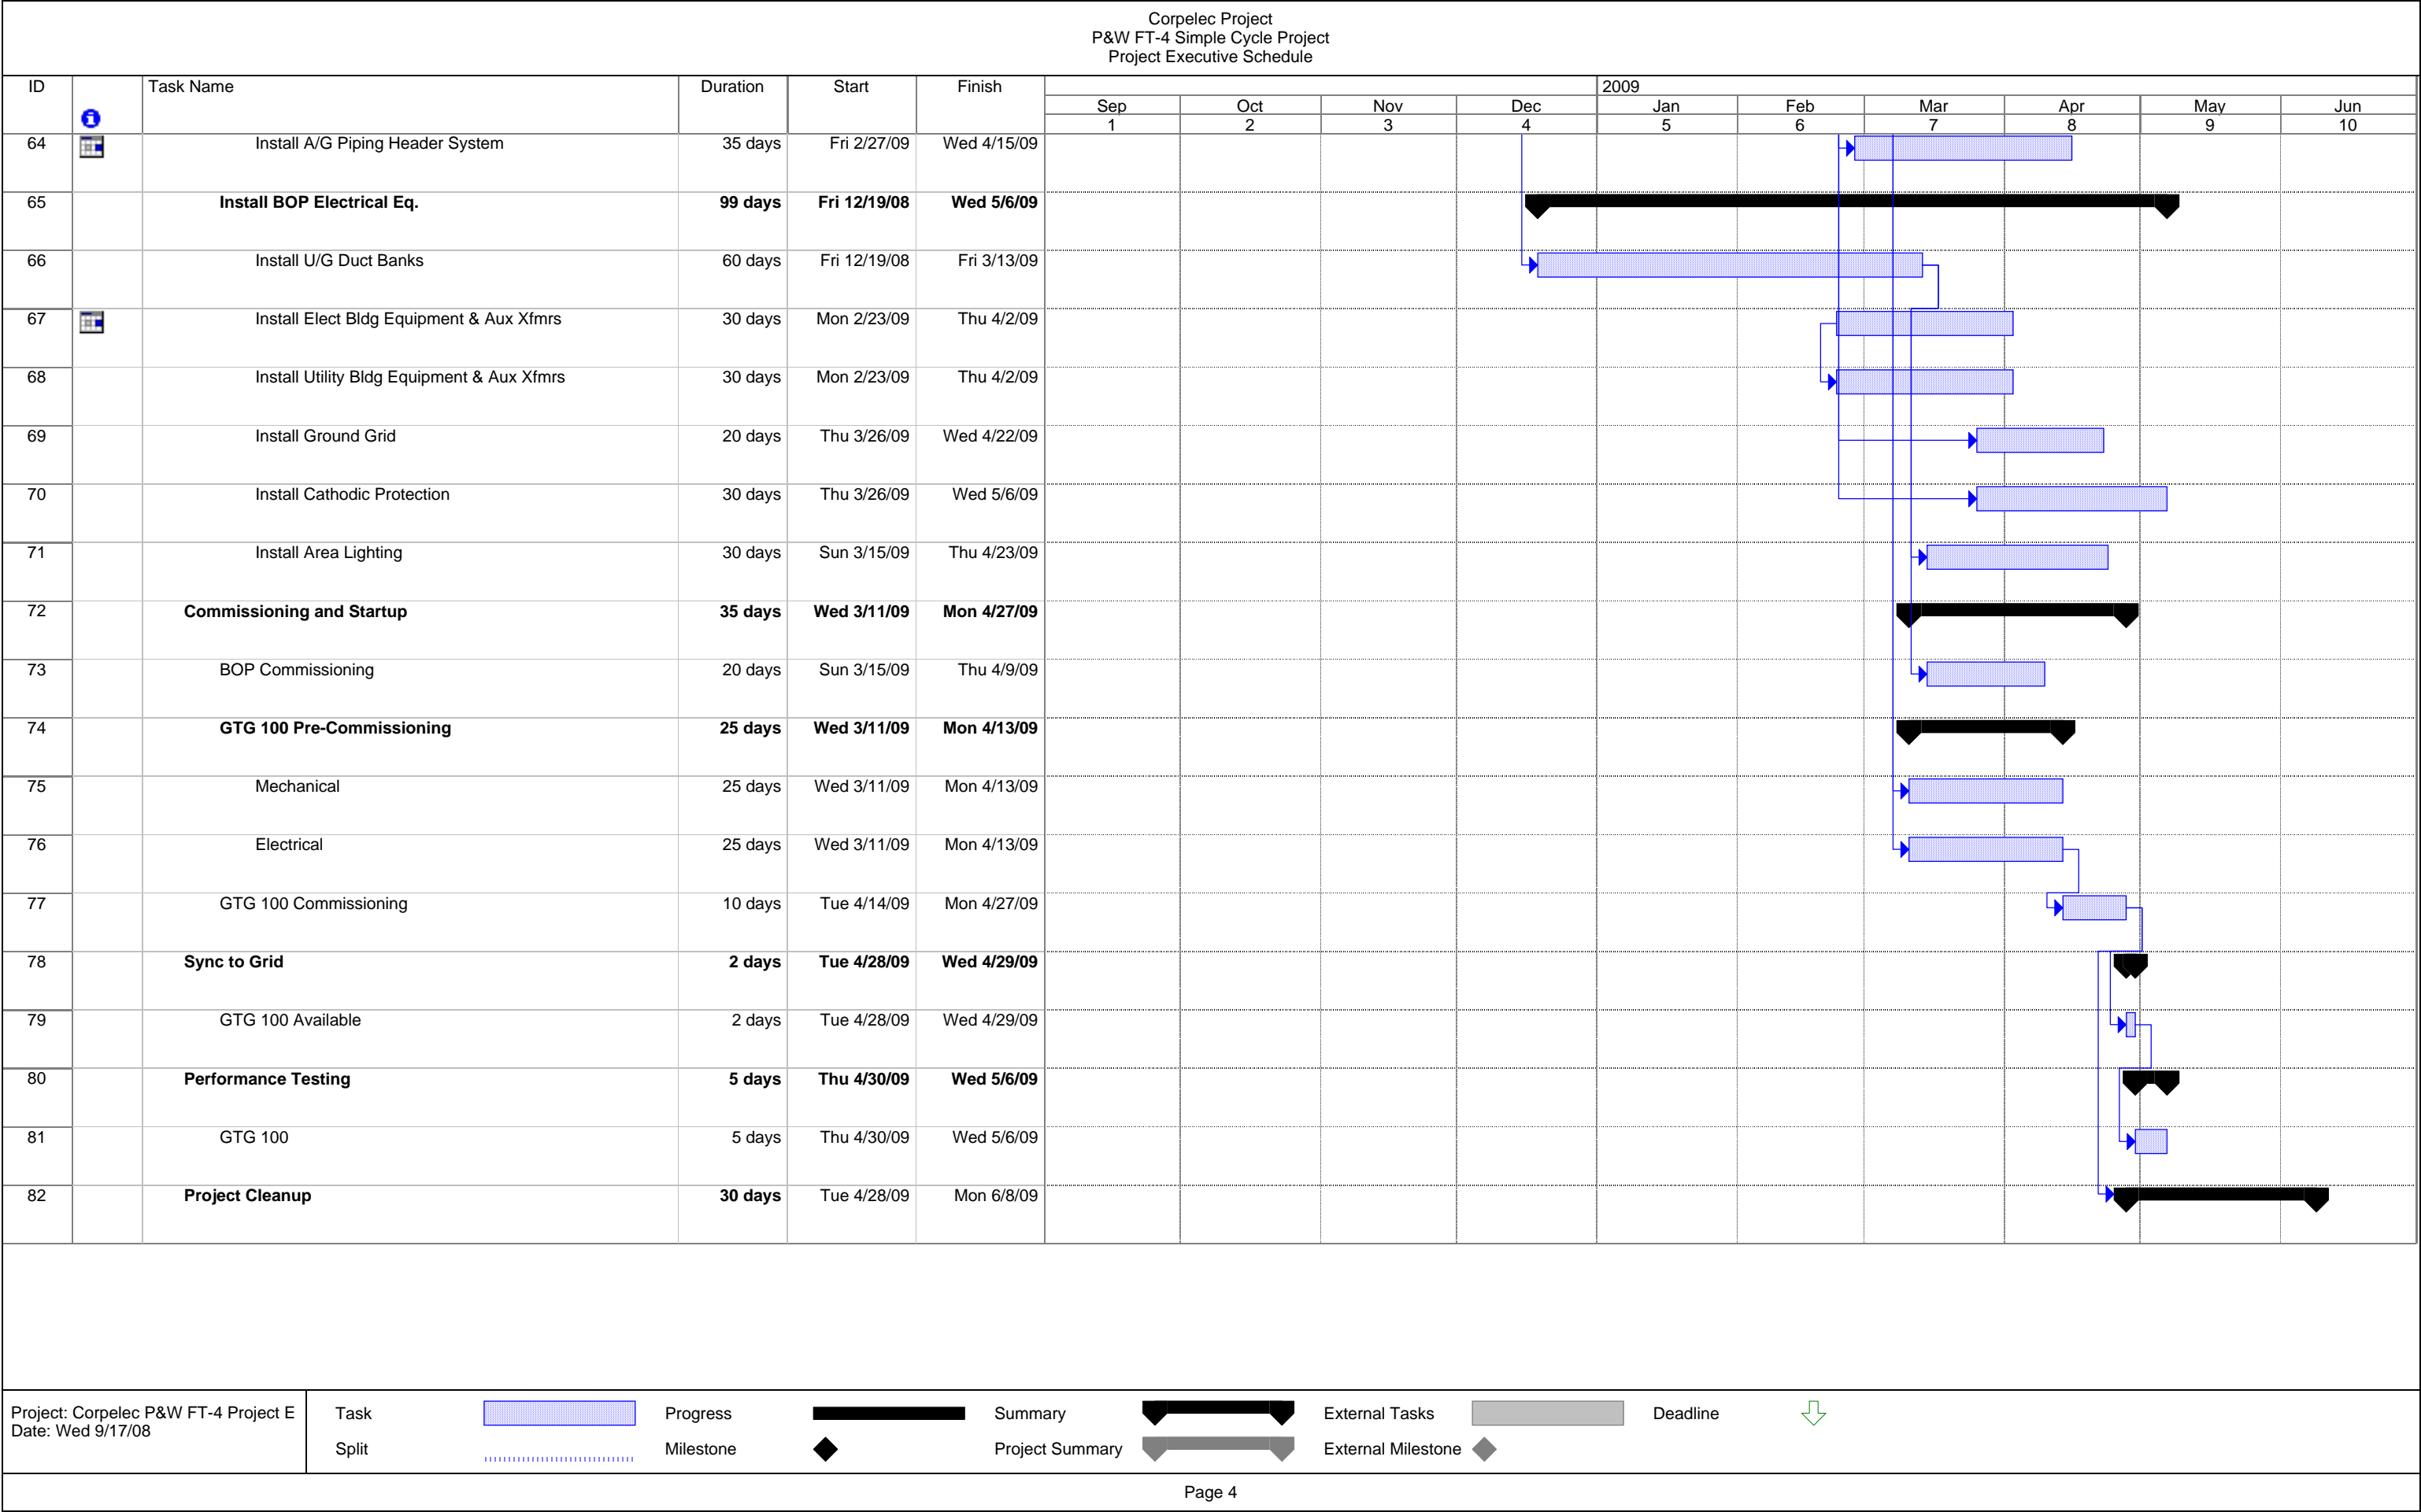 Corpelec Project
P&W FT-4 Simple Cycle Project
Project Executive Schedule
ID Task Name Duration Start Finish 2009
Sep Oct Nov Dec Jan Feb Mar Apr May Jun
1 2 3 4 5 6 7 8 9 10
64 Install A/G Piping Header System 35 days Fri 2/27/09 Wed 4/15/09
65 Install BOP Electrical Eq. 99 days Fri 12/19/08 Wed 5/6/09
66 Install U/G Duct Banks 60 days Fri 12/19/08 Fri 3/13/09
67 Install Elect Bldg Equipment & Aux Xfmrs 30 days Mon 2/23/09 Thu 4/2/09
68 Install Utility Bldg Equipment & Aux Xfmrs 30 days Mon 2/23/09 Thu 4/2/09
69 Install Ground Grid 20 days Thu 3/26/09 Wed 4/22/09
70 Install Cathodic Protection 30 days Thu 3/26/09 Wed 5/6/09
71 Install Area Lighting 30 days Sun 3/15/09 Thu 4/23/09
72 Commissioning and Startup 35 days Wed 3/11/09 Mon 4/27/09
73 BOP Commissioning 20 days Sun 3/15/09 Thu 4/9/09
74 GTG 100 Pre-Commissioning 25 days Wed 3/11/09 Mon 4/13/09
75 Mechanical 25 days Wed 3/11/09 Mon 4/13/09
76 Electrical 25 days Wed 3/11/09 Mon 4/13/09
77 GTG 100 Commissioning 10 days Tue 4/14/09 Mon 4/27/09
78 Sync to Grid 2 days Tue 4/28/09 Wed 4/29/09
79 GTG 100 Available 2 days Tue 4/28/09 Wed 4/29/09
80 Performance Testing 5 days Thu 4/30/09 Wed 5/6/09
81 GTG 100 5 days Thu 4/30/09 Wed 5/6/09
82 Project Cleanup 30 days Tue 4/28/09 Mon 6/8/09
Project: Corpelec P&W FT-4 Project E
Date: Wed 9/17/08
Task Progress Summary External Tasks Deadline
Split Milestone Project Summary External Milestone
Page 4